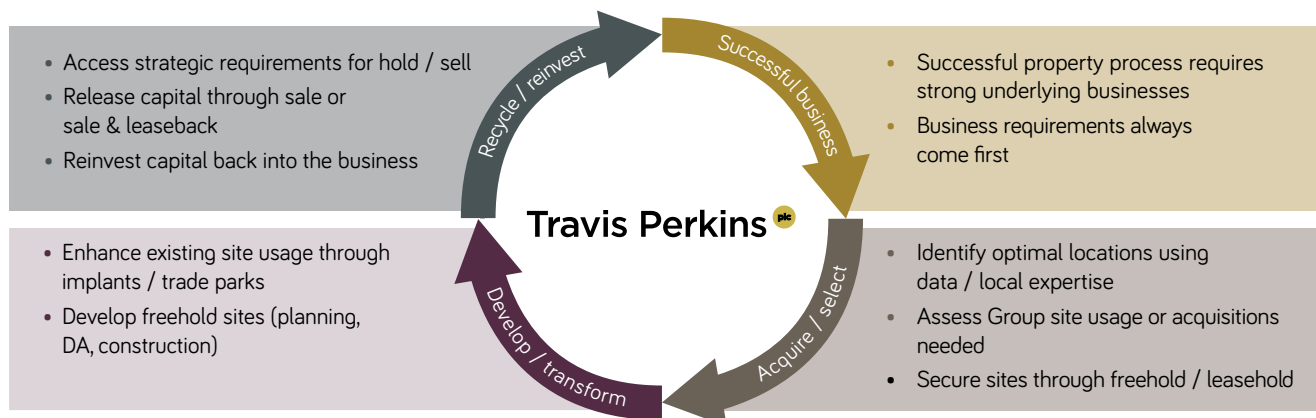 • Access strategic requirements for hold / sell
• Release capital through sale or
sale & leaseback
• Reinvest capital back into the business
Recycle / reinvest
Successful business
• Successful property process requires
strong underlying businesses
• Business requirements always
come first
Travis Perkins plc
• Enhance existing site usage through
implants / trade parks
• Develop freehold sites (planning,
DA, construction)
Develop / transform
Acquire / select
• Identify optimal locations using
data / local expertise
• Assess Group site usage or acquisitions
needed
• Secure sites through freehold / leasehold